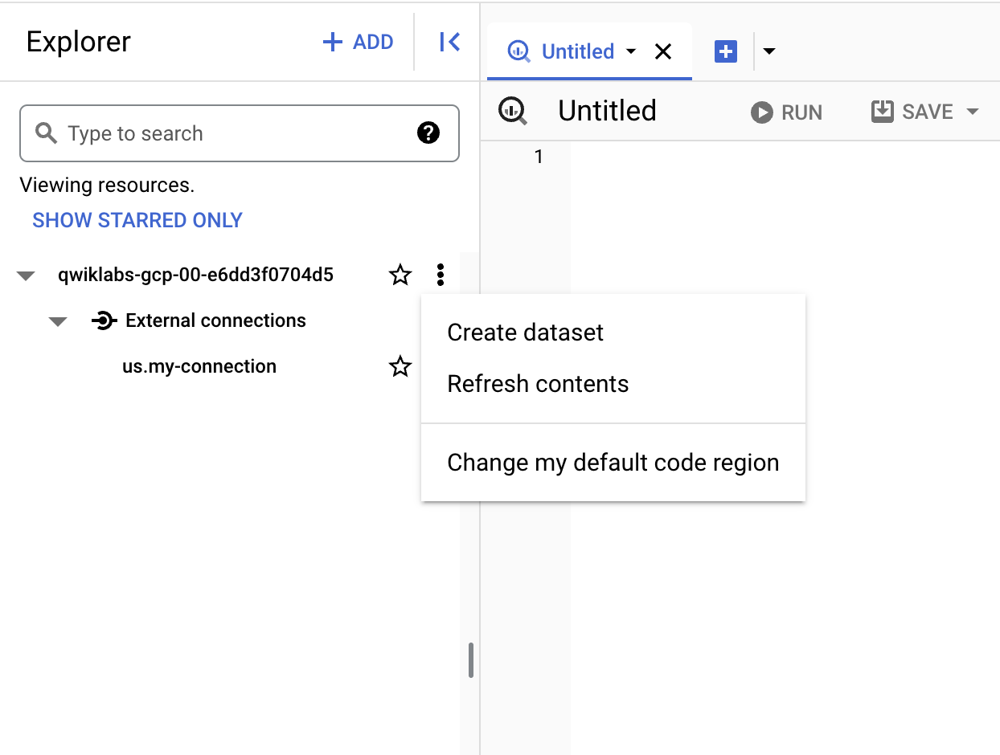 Explorer
ADD
Untitled
Untitled
RUN
SAVE
Type to search
?
1
Viewing resources.
SHOW STARRED ONLY
qwiklabs-gcp-00-e6dd3f0704d5
External connections
us.my-connection
Create dataset
Refresh contents
Change my default code region